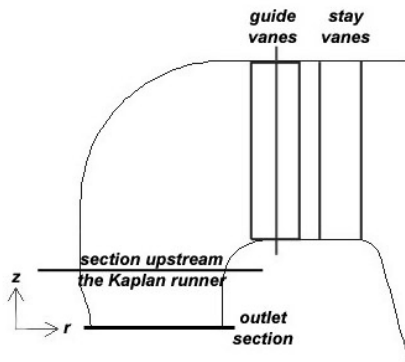 guide
vanes
stay
vanes
section upstream
the Kaplan runner
z
r
outlet
section